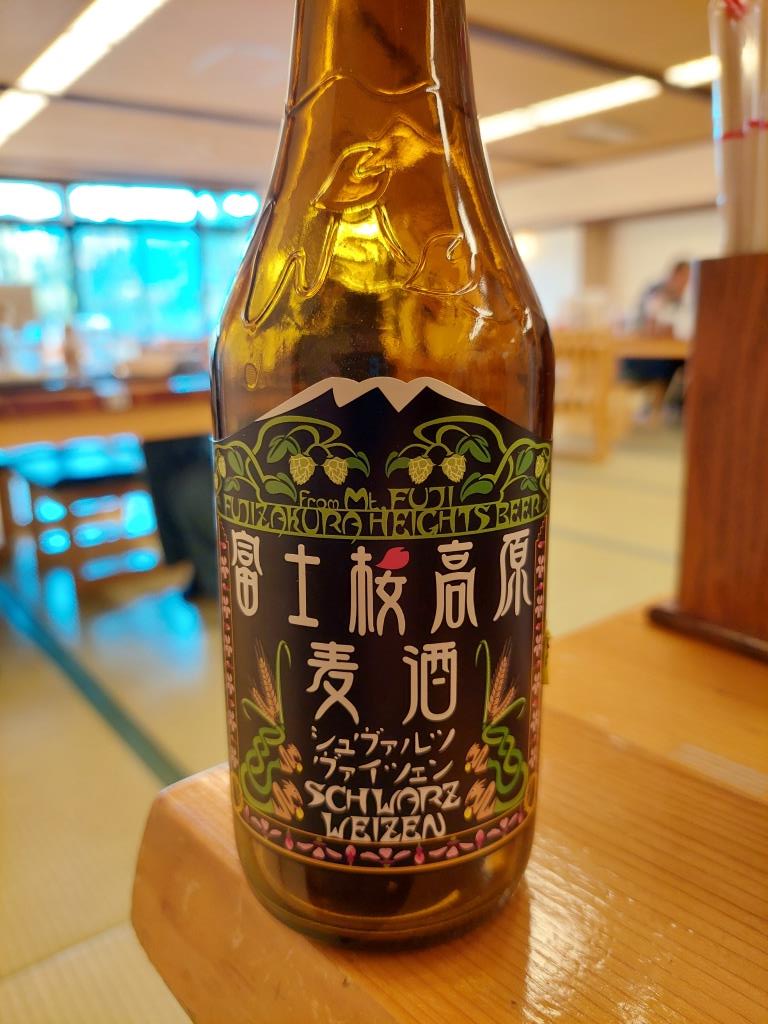 From Mt. FUJI
FUJIZAKURA HEIGHTS BEER
富士桜高原
麦酒
シュヴァルツ
ヴァイツェン
SCHWARZ
WEIZEN